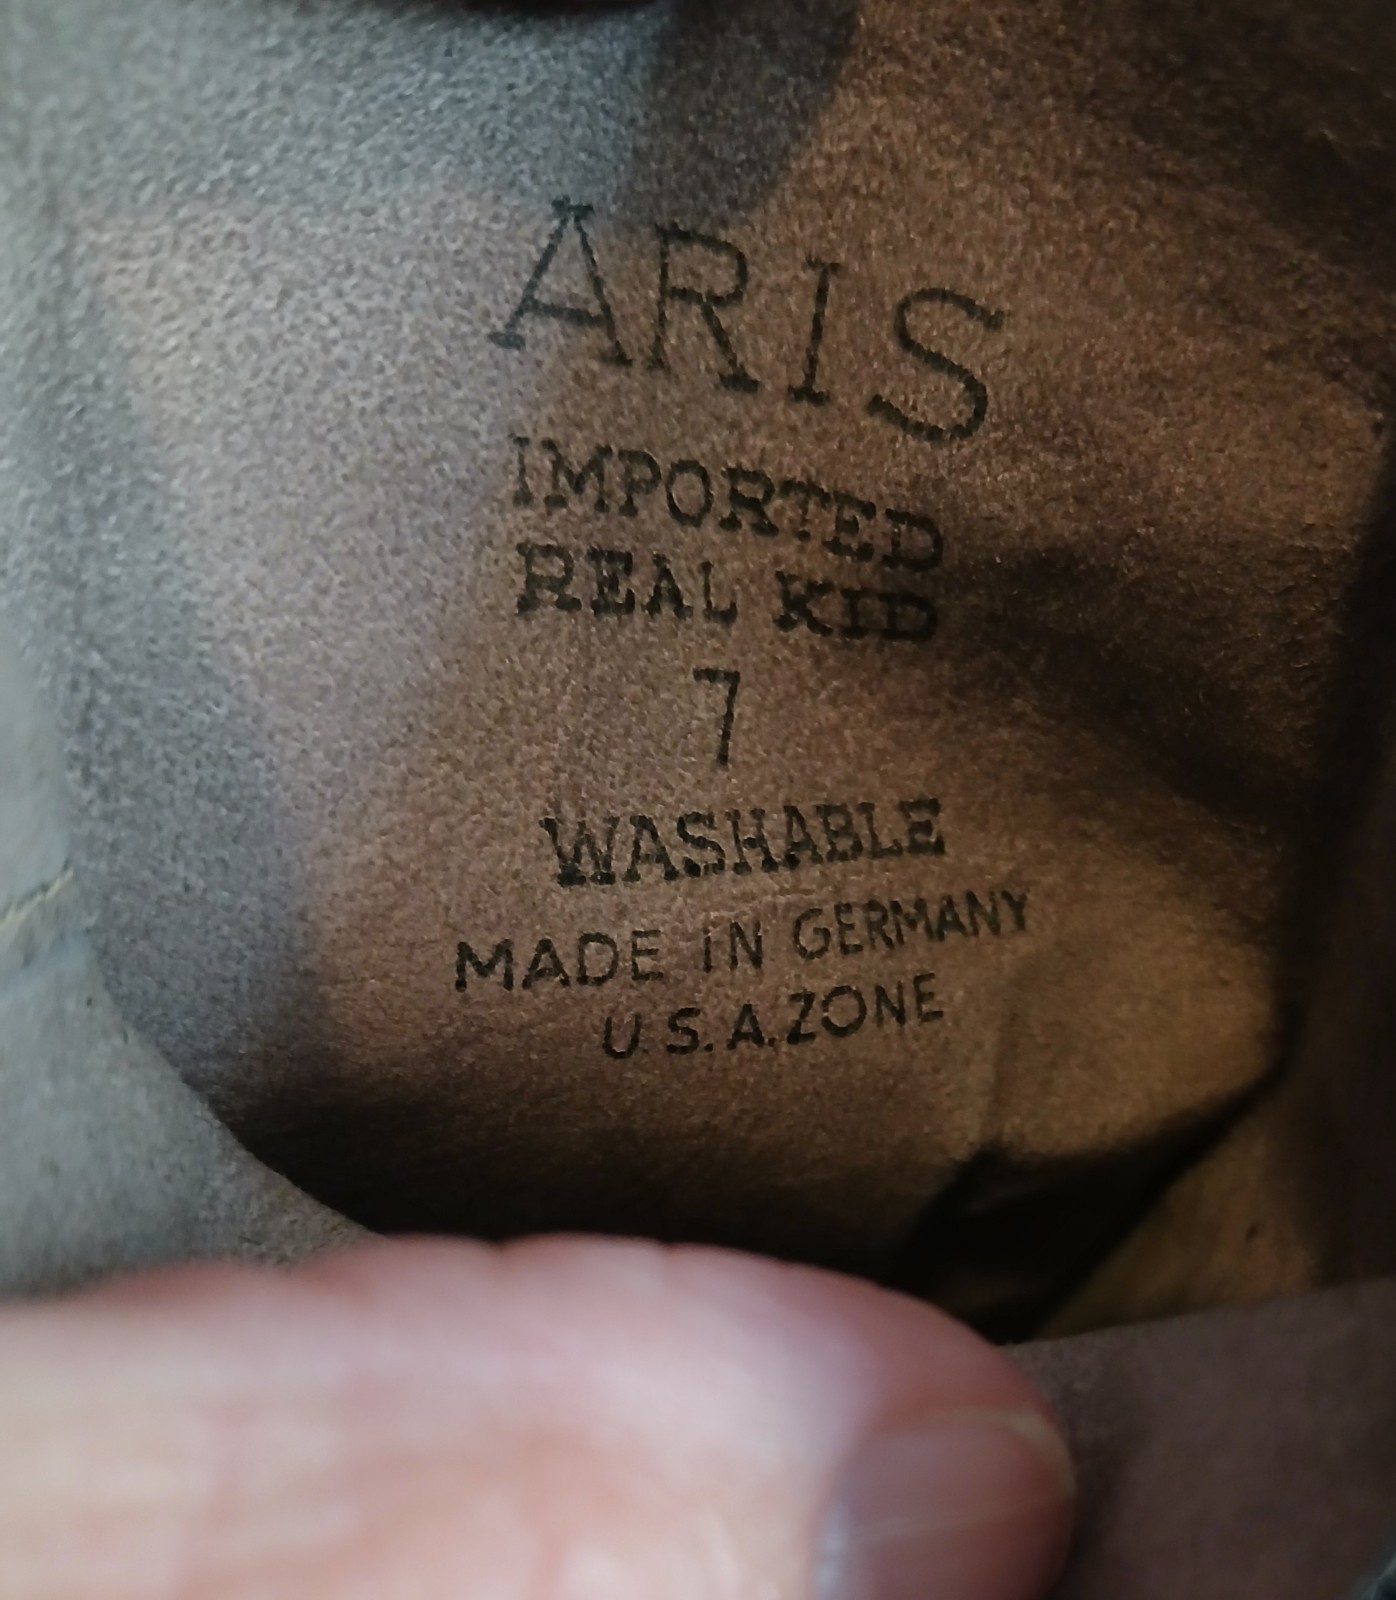 ARIS
IMPORTED
REAL KID
7
WASHABLE
MADE IN GERMANY
U.S.A.ZONE